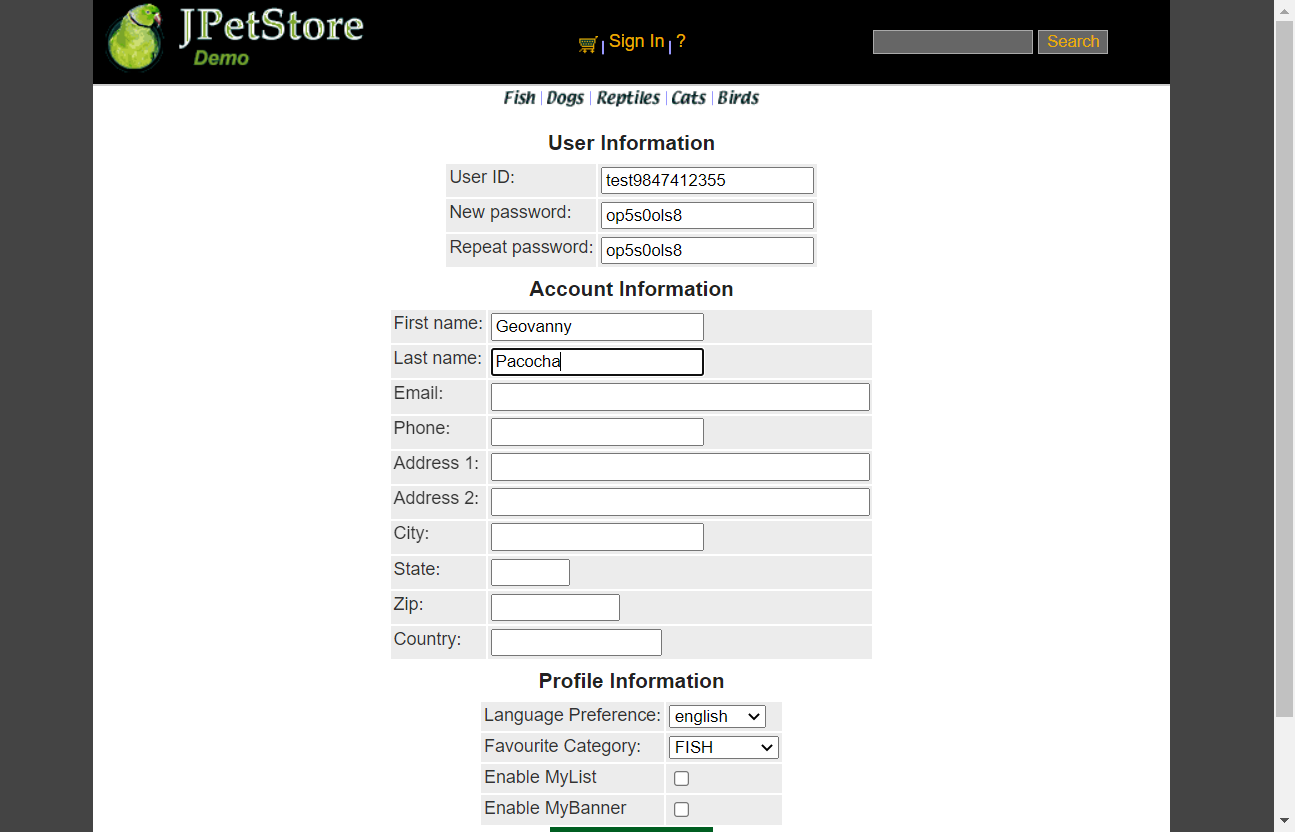 JPetStore
Demo
Sign In | ?
Search
Fish | Dogs | Reptiles | Cats | Birds
User Information
User ID: test9847412355
New password: op5s0ols8
Repeat password: op5s0ols8
Account Information
First name: Geovanny
Last name: Pacocha
Email:
Phone:
Address 1:
Address 2:
City:
State:
Zip:
Country:
Profile Information
Language Preference: english
Favourite Category: FISH
Enable MyList
Enable MyBanner